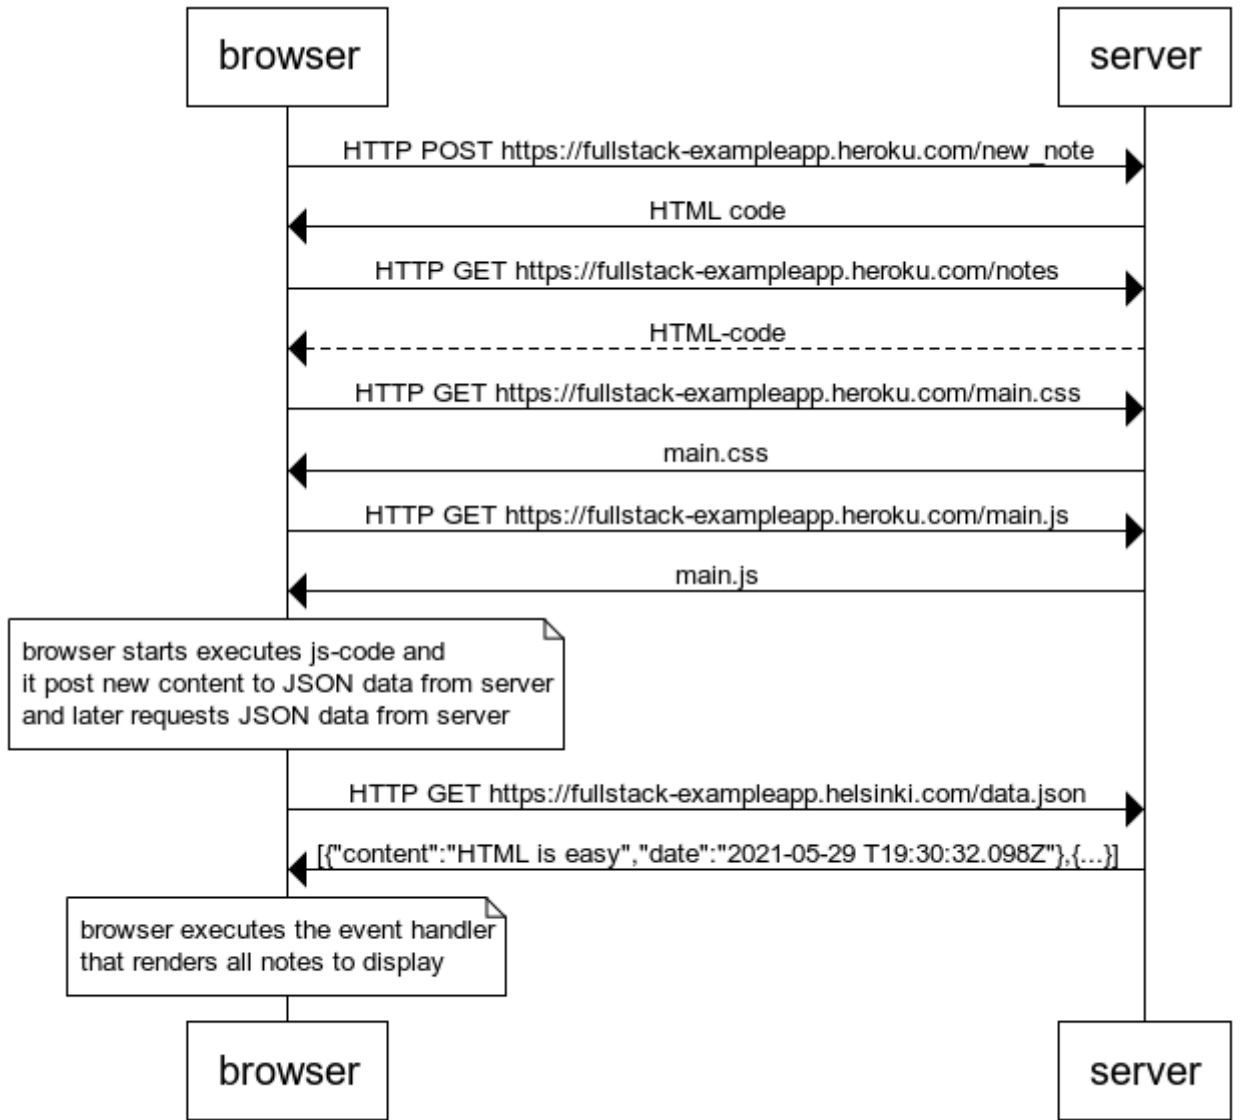 browser
server
HTTP POST https://fullstack-exampleapp.heroku.com/new_note
HTML code
HTTP GET https://fullstack-exampleapp.heroku.com/notes
HTML-code
HTTP GET https://fullstack-exampleapp.heroku.com/main.css
main.css
HTTP GET https://fullstack-exampleapp.heroku.com/main.js
main.js
browser starts executes js-code and
it post new content to JSON data from server
and later requests JSON data from server
HTTP GET https://fullstack-exampleapp.helsinki.com/data.json
[{"content":"HTML is easy","date":"2021-05-29 T19:30:32.098Z"},{...}]
browser executes the event handler
that renders all notes to display
browser
server